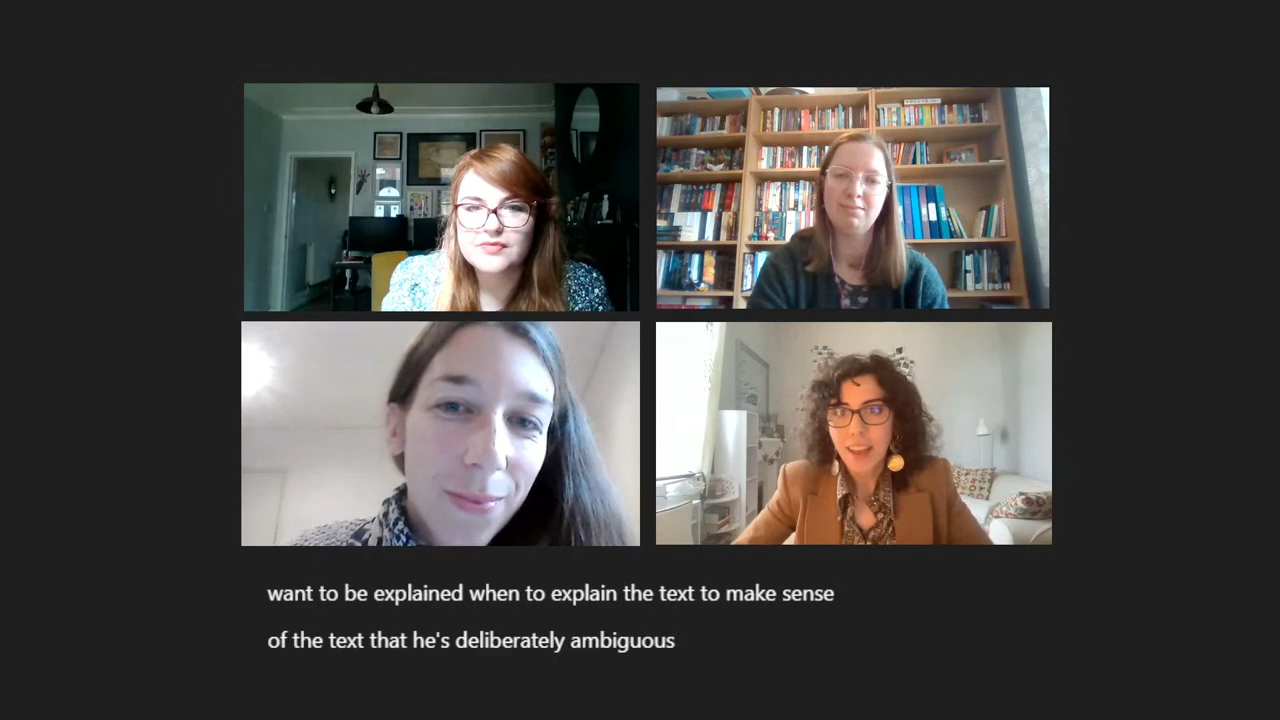 want to be explained when to explain the text to make sense
of the text that he's deliberately ambiguous